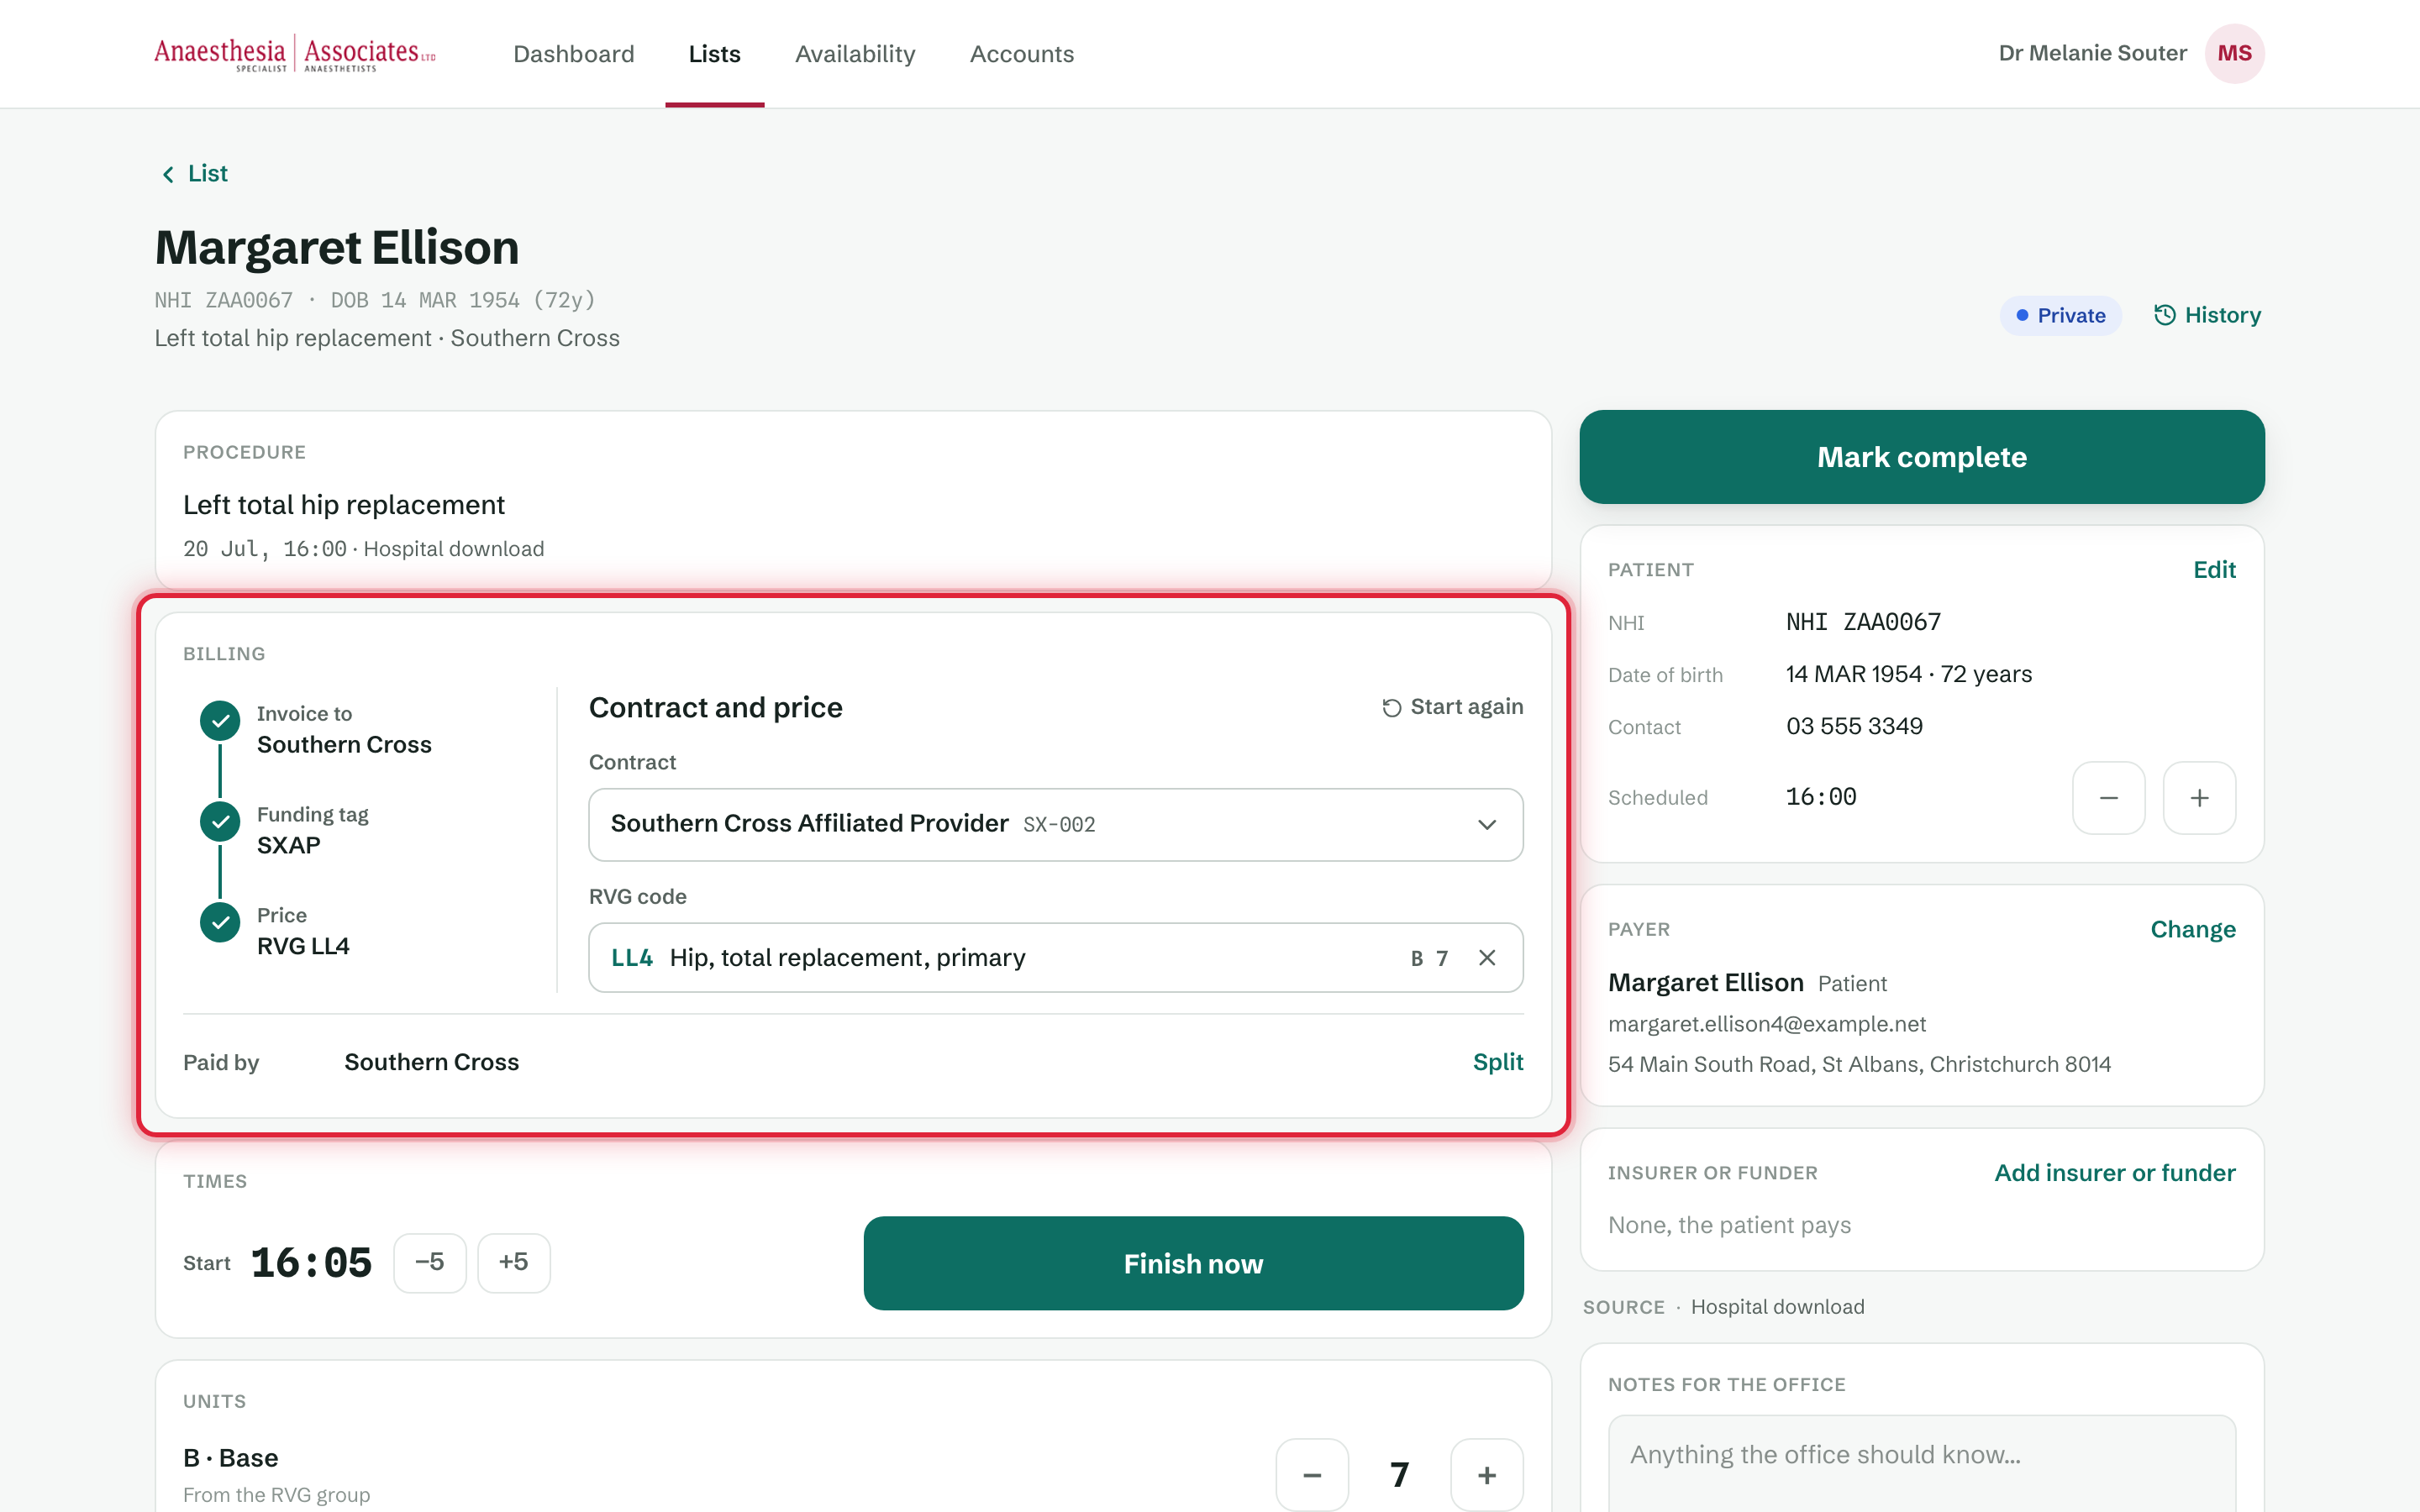 Anaesthesia Associates LTD
SPECIALIST ANAESTHETISTS
Dashboard
Lists
Availability
Accounts
Dr Melanie Souter
MS
List
Margaret Ellison
NHI ZAA0067 · DOB 14 MAR 1954 (72y)
Left total hip replacement · Southern Cross
Private
History
PROCEDURE
Left total hip replacement
20 Jul, 16:00 · Hospital download
BILLING
Invoice to
Southern Cross
Funding tag
SXAP
Price
RVG LL4
Contract and price
Start again
Contract
Southern Cross Affiliated Provider SX-002
RVG code
LL4 Hip, total replacement, primary B 7
Paid by Southern Cross Split
TIMES
Start 16:05 −5 +5
Finish now
UNITS
B · Base
From the RVG group
− 7 +
Mark complete
PATIENT Edit
NHI NHI ZAA0067
Date of birth 14 MAR 1954 · 72 years
Contact 03 555 3349
Scheduled 16:00 − +
PAYER Change
Margaret Ellison Patient
margaret.ellison4@example.net
54 Main South Road, St Albans, Christchurch 8014
INSURER OR FUNDER Add insurer or funder
None, the patient pays
SOURCE · Hospital download
NOTES FOR THE OFFICE
Anything the office should know...